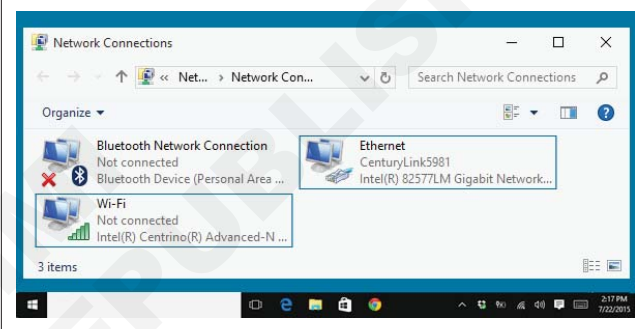 Network Connections
« Net... › Network Con...
Search Network Connections
Organize
Bluetooth Network Connection
Not connected
Bluetooth Device (Personal Area ...
Ethernet
CenturyLink5981
Intel(R) 82577LM Gigabit Network...
Wi-Fi
Not connected
Intel(R) Centrino(R) Advanced-N ...
3 items
2:17 PM
7/22/2015